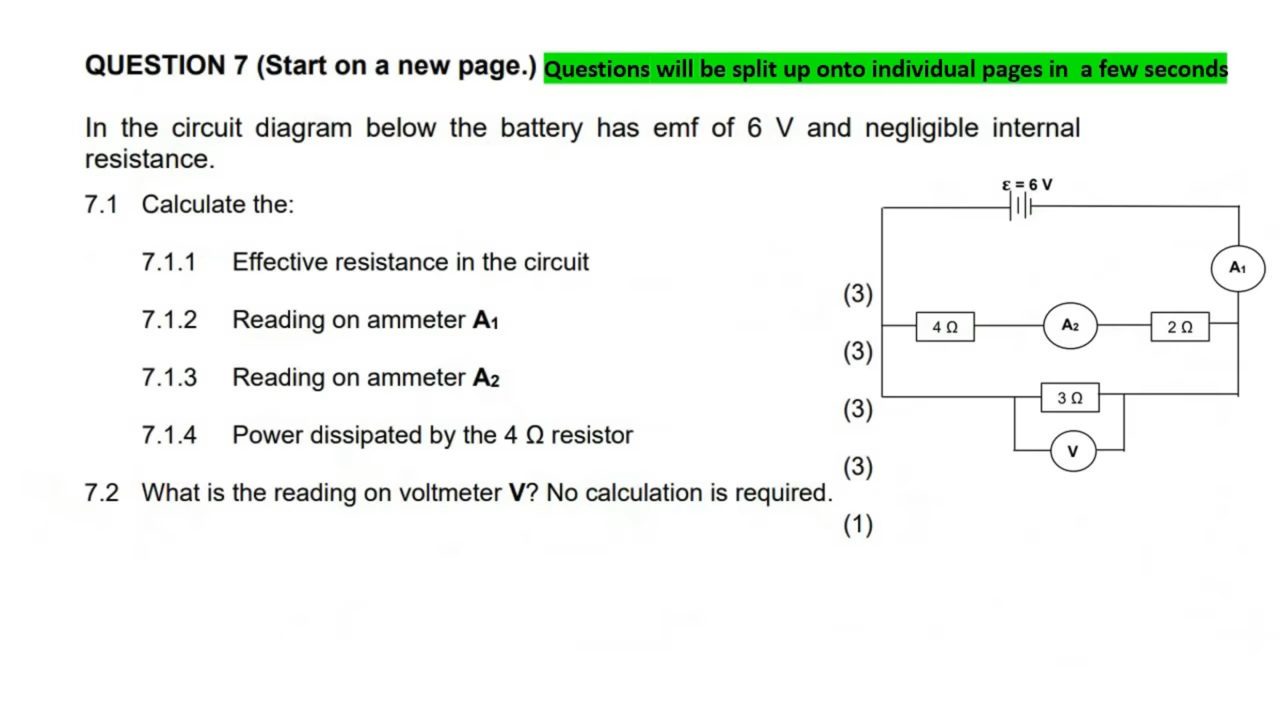 QUESTION 7 (Start on a new page.) Questions will be split up onto individual pages in a few seconds
In the circuit diagram below the battery has emf of 6 V and negligible internal
resistance.
7.1 Calculate the:
7.1.1 Effective resistance in the circuit
(3)
7.1.2 Reading on ammeter A₁
(3)
7.1.3 Reading on ammeter A₂
(3)
7.1.4 Power dissipated by the 4 Ω resistor
(3)
7.2 What is the reading on voltmeter V? No calculation is required.
(1)
ε = 6 V
A₁
4 Ω
A₂
2 Ω
3 Ω
V